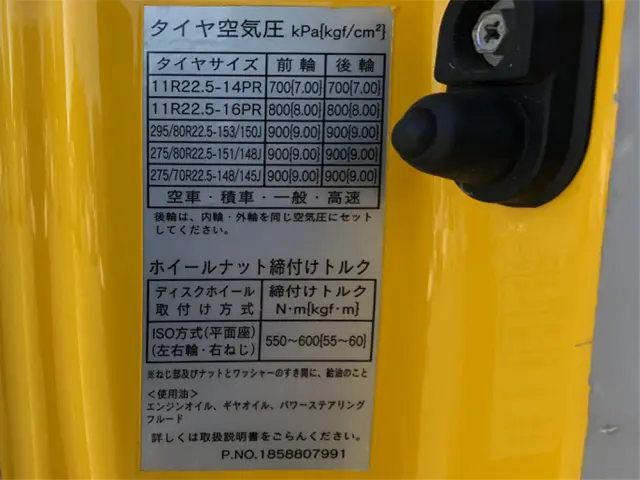 タイヤ空気圧 kPa{kgf/cm²}
タイヤサイズ 前輪 後輪
11R22.5-14PR 700{7.00} 700{7.00}
11R22.5-16PR 800{8.00} 800{8.00}
295/80R22.5-153/150J 900{9.00} 900{9.00}
275/80R22.5-151/148J 900{9.00} 900{9.00}
275/70R22.5-148/145J 900{9.00} 900{9.00}
空車・積車・一般・高速
後輪は、内輪・外輪を同じ空気圧にセット
してください。
ホイールナット締付けトルク
ディスクホイール 締付けトルク
取付け方式 N・m{kgf・m}
ISO方式(平面座) 550～600{55～60}
(左右輪・右ねじ)
※ねじ部及びナットとワッシャーのすき間に、給油のこと
＜使用油＞
エンジンオイル、ギヤオイル、パワーステアリング
フルード
詳しくは取扱説明書をごらんください。
P.NO.1858807991